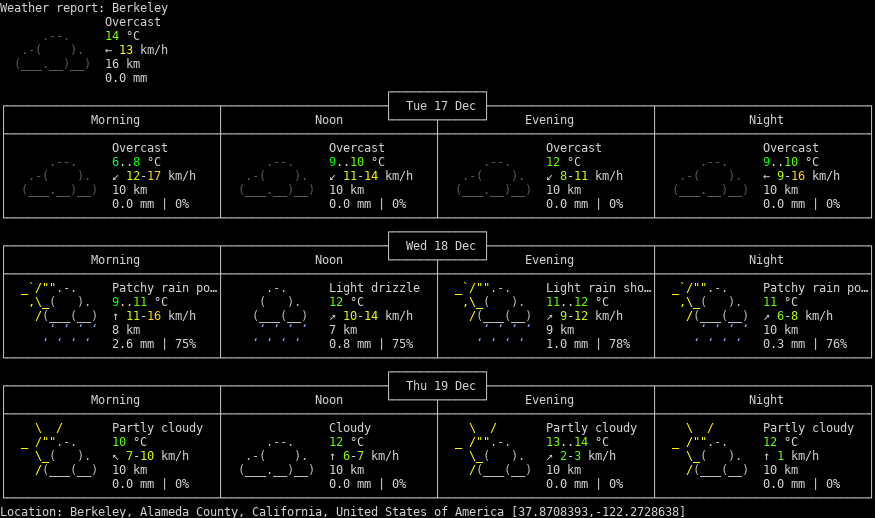 Weather report: Berkeley
Overcast
14 °C
← 13 km/h
16 km
0.0 mm
Tue 17 Dec
Morning Noon Evening Night
Overcast Overcast Overcast Overcast
6..8 °C 9..10 °C 12 °C 9..10 °C
↙ 12-17 km/h ↙ 11-14 km/h ↙ 8-11 km/h ← 9-16 km/h
10 km 10 km 10 km 10 km
0.0 mm | 0% 0.0 mm | 0% 0.0 mm | 0% 0.0 mm | 0%
Wed 18 Dec
Morning Noon Evening Night
Patchy rain po… Light drizzle Light rain sho… Patchy rain po…
9..11 °C 12 °C 11..12 °C 11 °C
↑ 11-16 km/h ↗ 10-14 km/h ↗ 9-12 km/h ↗ 6-8 km/h
8 km 7 km 9 km 10 km
2.6 mm | 75% 0.8 mm | 75% 1.0 mm | 78% 0.3 mm | 76%
Thu 19 Dec
Morning Noon Evening Night
Partly cloudy Cloudy Partly cloudy Partly cloudy
10 °C 12 °C 13..14 °C 12 °C
↖ 7-10 km/h ↑ 6-7 km/h ↗ 2-3 km/h ↑ 1 km/h
10 km 10 km 10 km 10 km
0.0 mm | 0% 0.0 mm | 0% 0.0 mm | 0% 0.0 mm | 0%
Location: Berkeley, Alameda County, California, United States of America [37.8708393,-122.2728638]